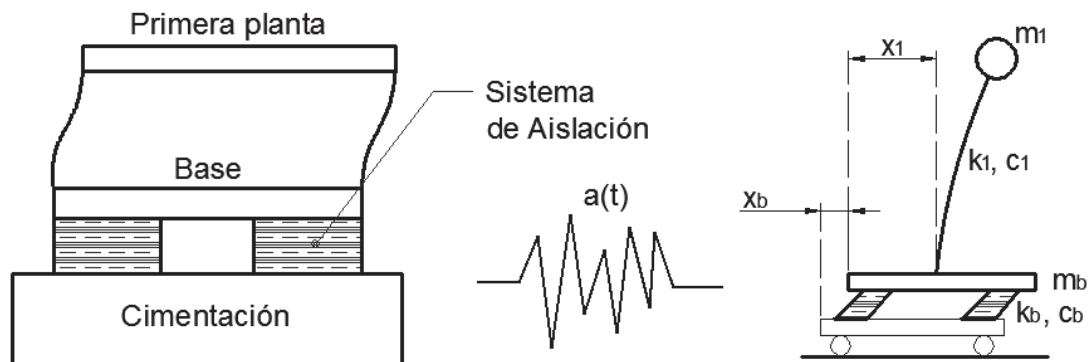 Primera planta
Sistema
de Aislación
Base
Cimentación
a(t)
x1
m1
k1, c1
xb
mb
kb, cb